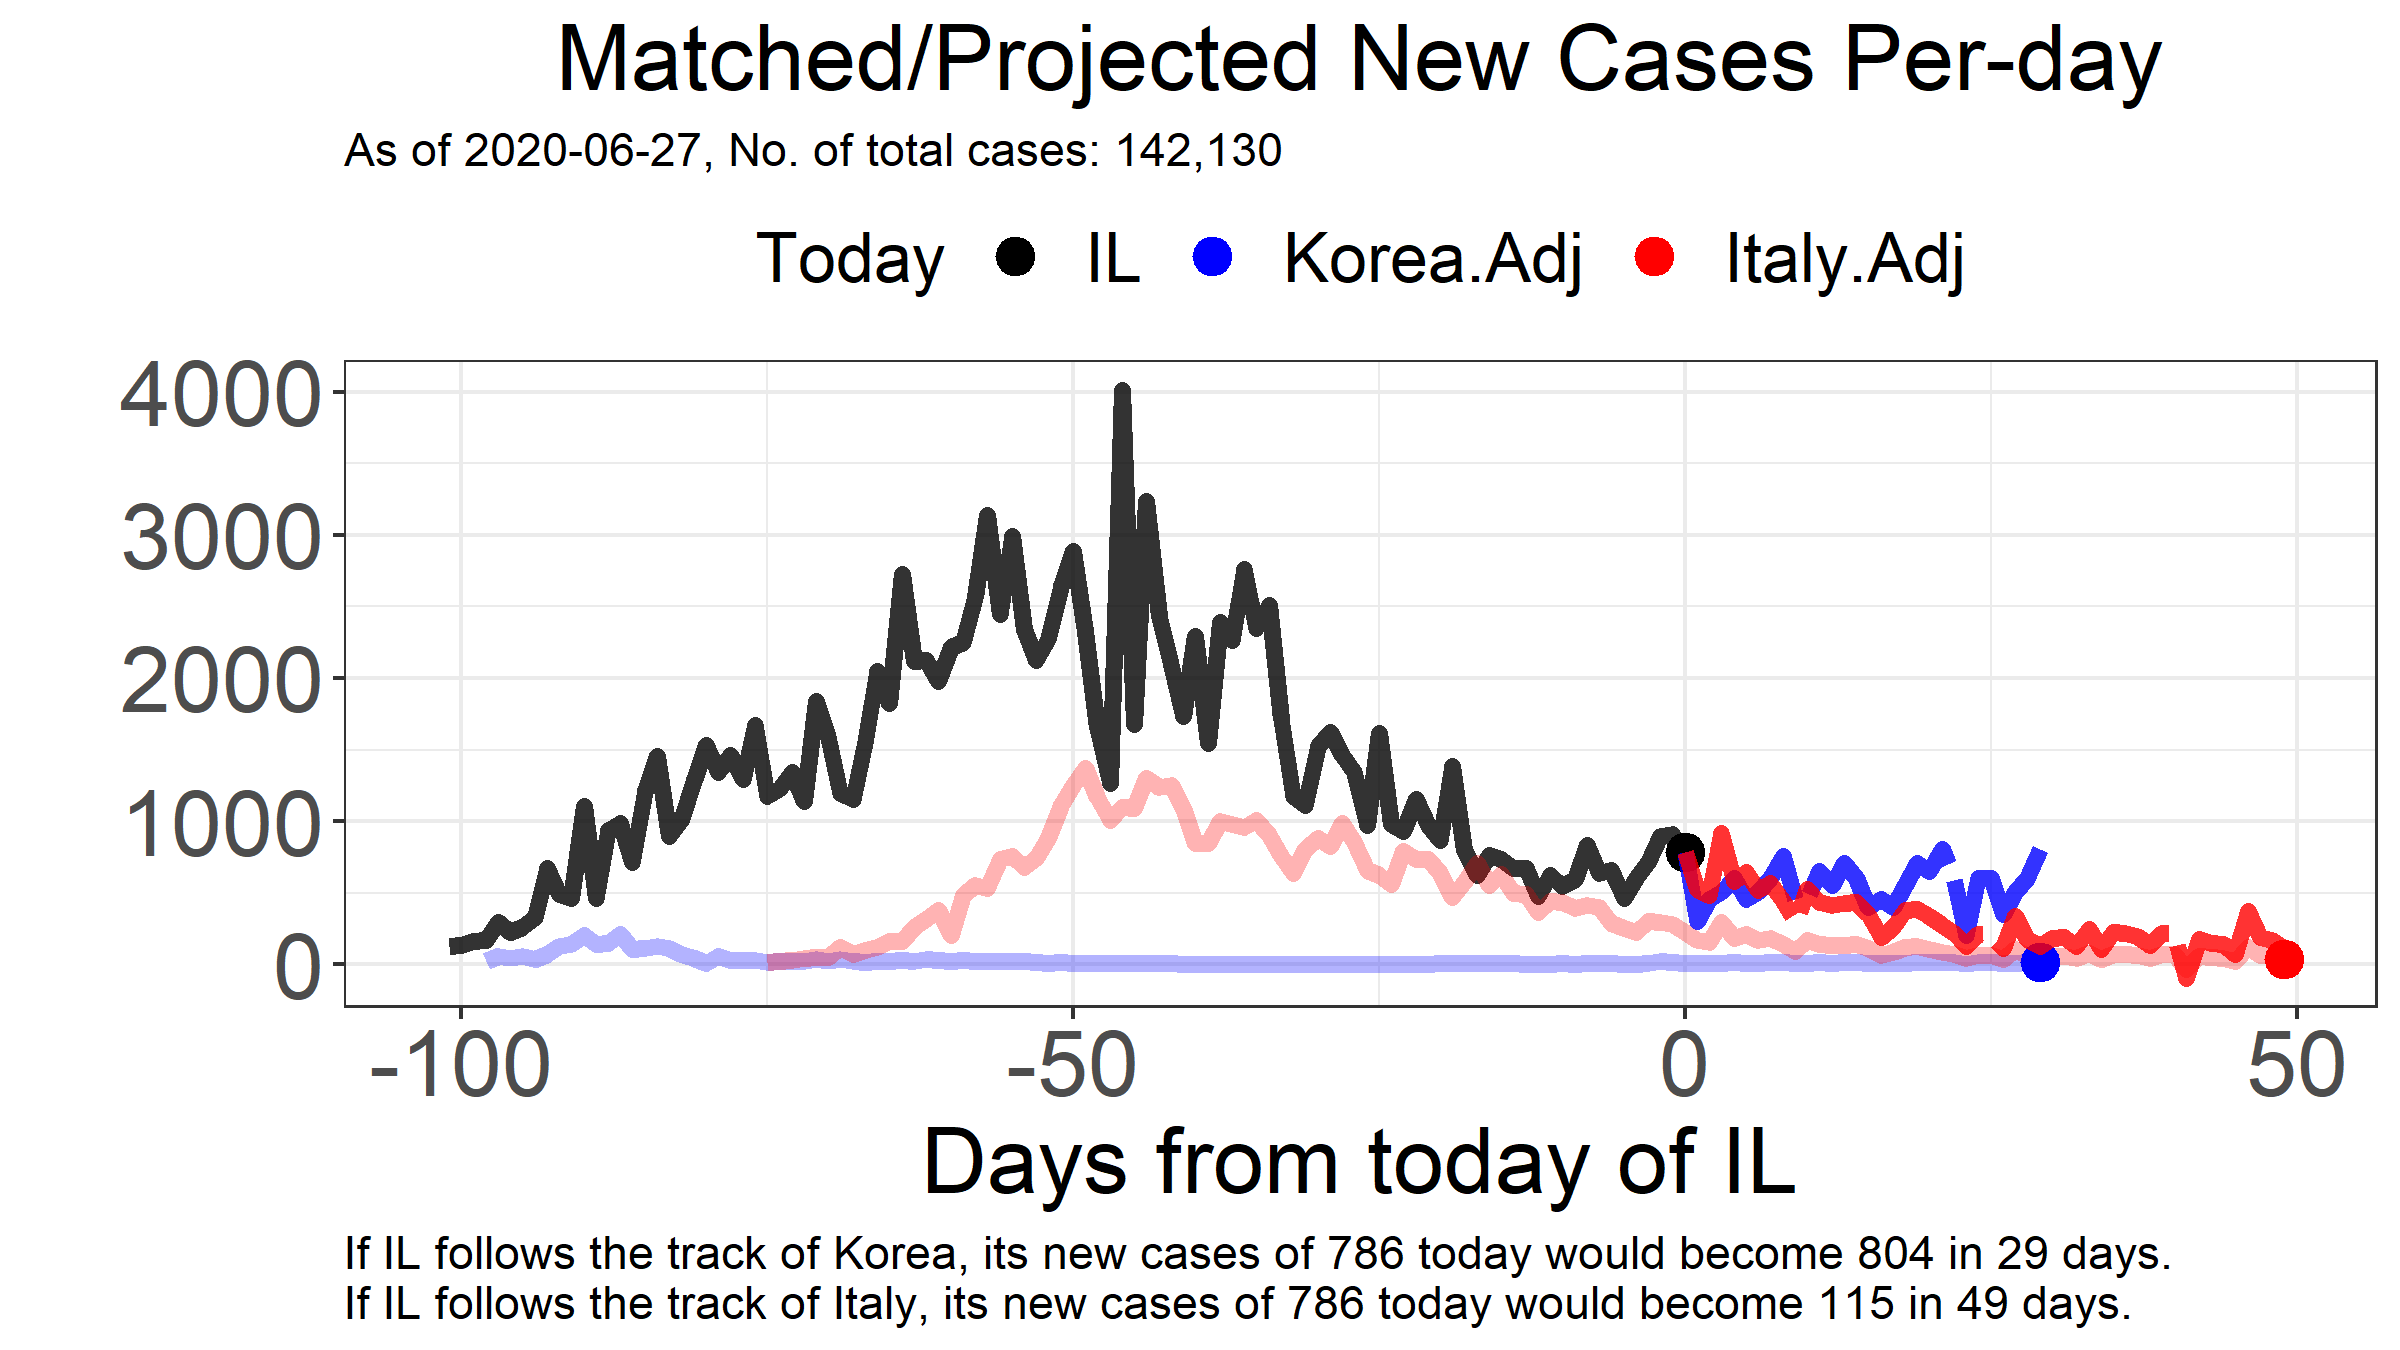 Matched/Projected New Cases Per-day
As of 2020-06-27, No. of total cases: 142,130
Today IL Korea.Adj Italy.Adj
4000
3000
2000
1000
0
-100 -50 0 50
Days from today of IL
If IL follows the track of Korea, its new cases of 786 today would become 804 in 29 days.
If IL follows the track of Italy, its new cases of 786 today would become 115 in 49 days.